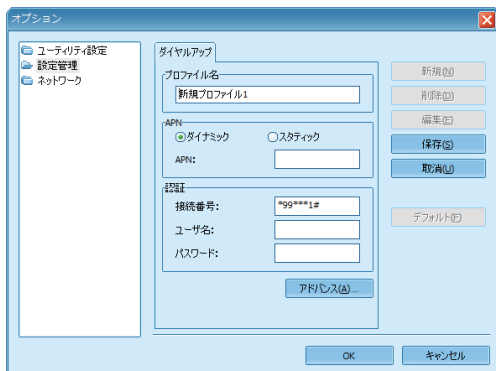 オプション
ユーティリティ設定
設定管理
ネットワーク
ダイヤルアップ
プロファイル名
新規プロファイル1
APN
ダイナミック
スタティック
APN:
認証
接続番号:
*99***1#
ユーザ名:
パスワード:
アドバンス(A)...
新規(N)
削除(D)
編集(E)
保存(S)
取消(U)
デフォルト(F)
OK
キャンセル